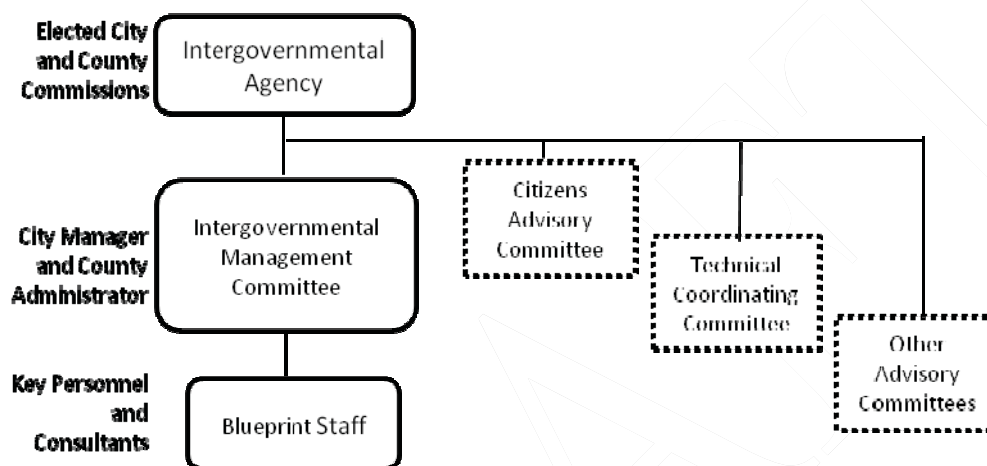 Elected City
and County
Commissions
Intergovernmental
Agency
Citizens
Advisory
Committee
City Manager
and County
Administrator
Intergovernmental
Management
Committee
Technical
Coordinating
Committee
Other
Advisory
Committees
Key Personnel
and
Consultants
Blueprint Staff